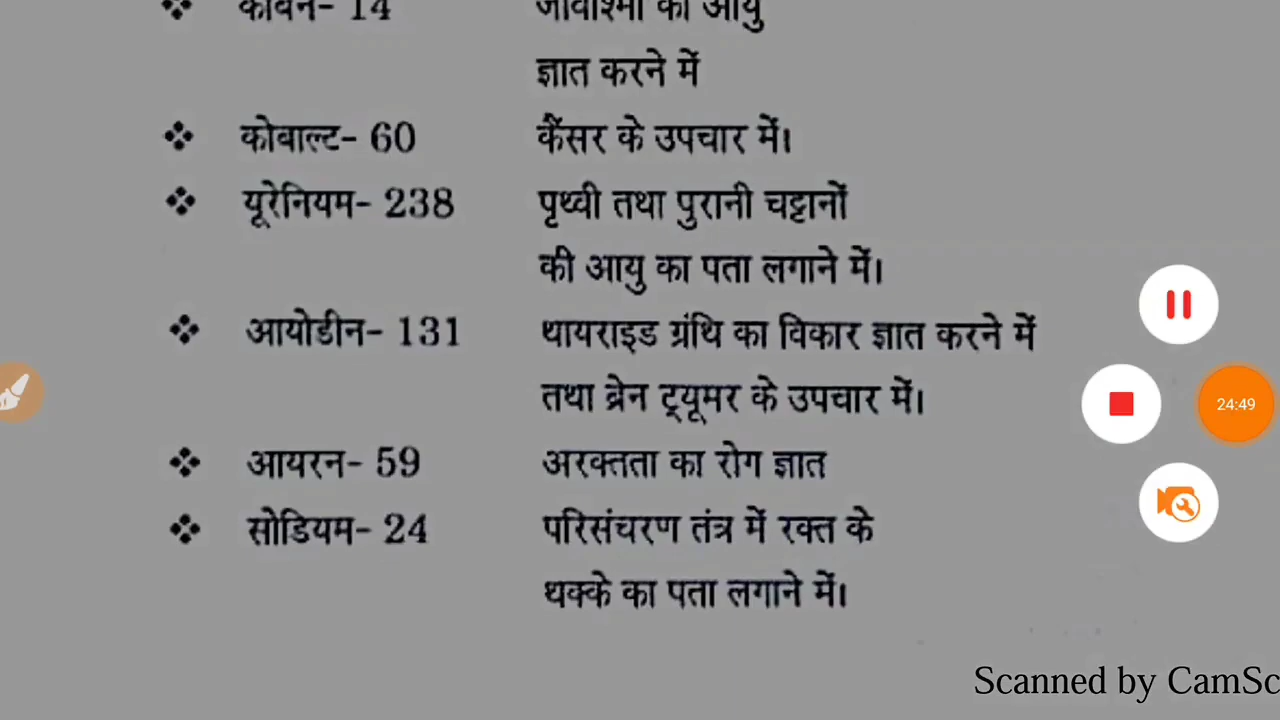 ❖ कार्बन- 14 जीवाश्मों की आयु
ज्ञात करने में
❖ कोबाल्ट- 60 कैंसर के उपचार में।
❖ यूरेनियम- 238 पृथ्वी तथा पुरानी चट्टानों
की आयु का पता लगाने में।
❖ आयोडीन- 131 थायराइड ग्रंथि का विकार ज्ञात करने में
तथा ब्रेन ट्यूमर के उपचार में।
❖ आयरन- 59 अरक्तता का रोग ज्ञात
❖ सोडियम- 24 परिसंचरण तंत्र में रक्त के
थक्के का पता लगाने में।
24:49
Scanned by CamSc